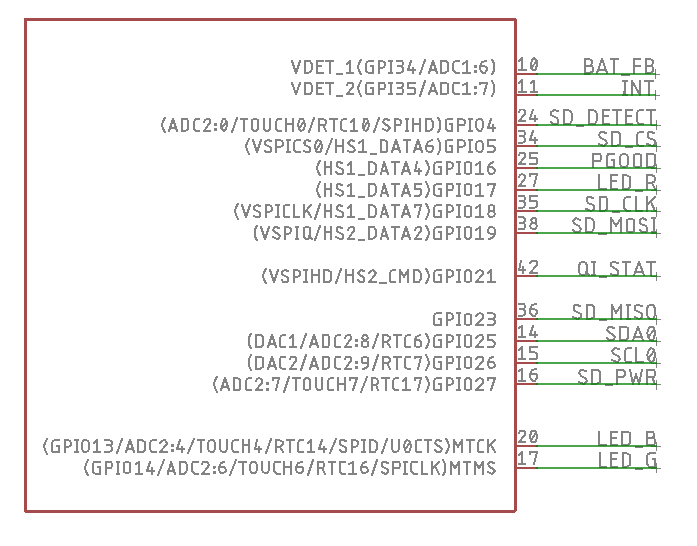 VDET_1(GPI34/ADC1:6) 10 BAT_FB
VDET_2(GPI35/ADC1:7) 11 INT
(ADC2:0/TOUCH0/RTC10/SPIHD)GPIO4 24 SD_DETECT
(VSPICS0/HS1_DATA6)GPIO5 34 SD_CS
(HS1_DATA4)GPIO16 25 PGOOD
(HS1_DATA5)GPIO17 27 LED_R
(VSPICLK/HS1_DATA7)GPIO18 35 SD_CLK
(VSPIQ/HS2_DATA2)GPIO19 38 SD_MOSI
(VSPIHD/HS2_CMD)GPIO21 42 QI_STAT
GPIO23 36 SD_MISO
(DAC1/ADC2:8/RTC6)GPIO25 14 SDA0
(DAC2/ADC2:9/RTC7)GPIO26 15 SCL0
(ADC2:7/TOUCH7/RTC17)GPIO27 16 SD_PWR
(GPIO13/ADC2:4/TOUCH4/RTC14/SPID/U0CTS)MTCK 20 LED_B
(GPIO14/ADC2:6/TOUCH6/RTC16/SPICLK)MTMS 17 LED_G